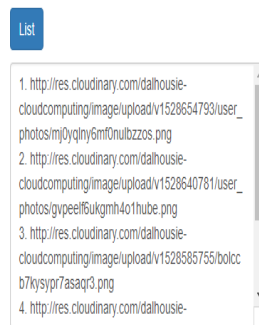 List
1. http://res.cloudinary.com/dalhousie-
cloudcomputing/image/upload/v1528654793/user_
photos/mj0yqlny6mf0nulbzzos.png
2. http://res.cloudinary.com/dalhousie-
cloudcomputing/image/upload/v1528640781/user_
photos/gvpeelf6ukgmh4o1hube.png
3. http://res.cloudinary.com/dalhousie-
cloudcomputing/image/upload/v1528585755/bolcc
b7kysypr7asaqr3.png
4. http://res.cloudinary.com/dalhousie-